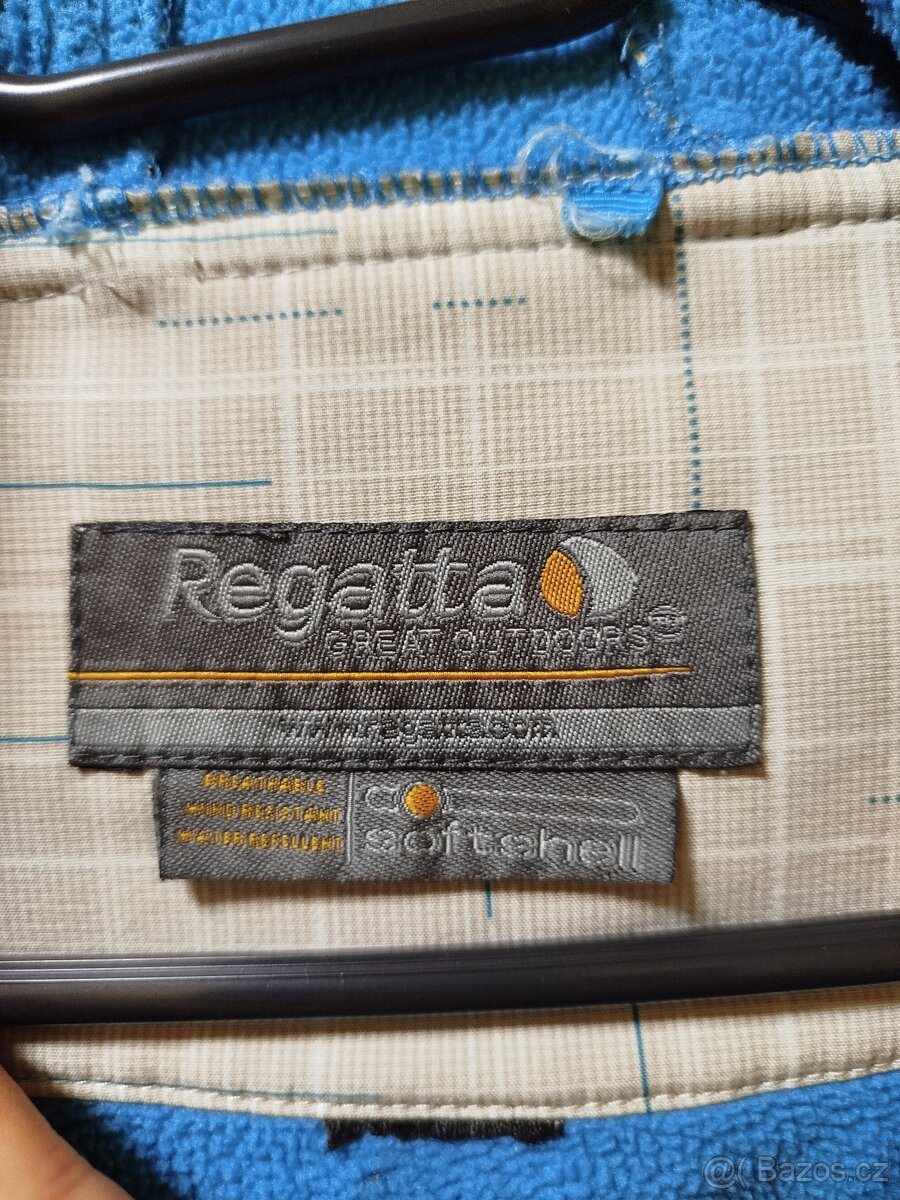 Regatta
GREAT OUTDOORS
www.regatta.com
BREATHABLE
WIND RESISTANT
WATER REPELLENT
softshell
@( Bazos.cz